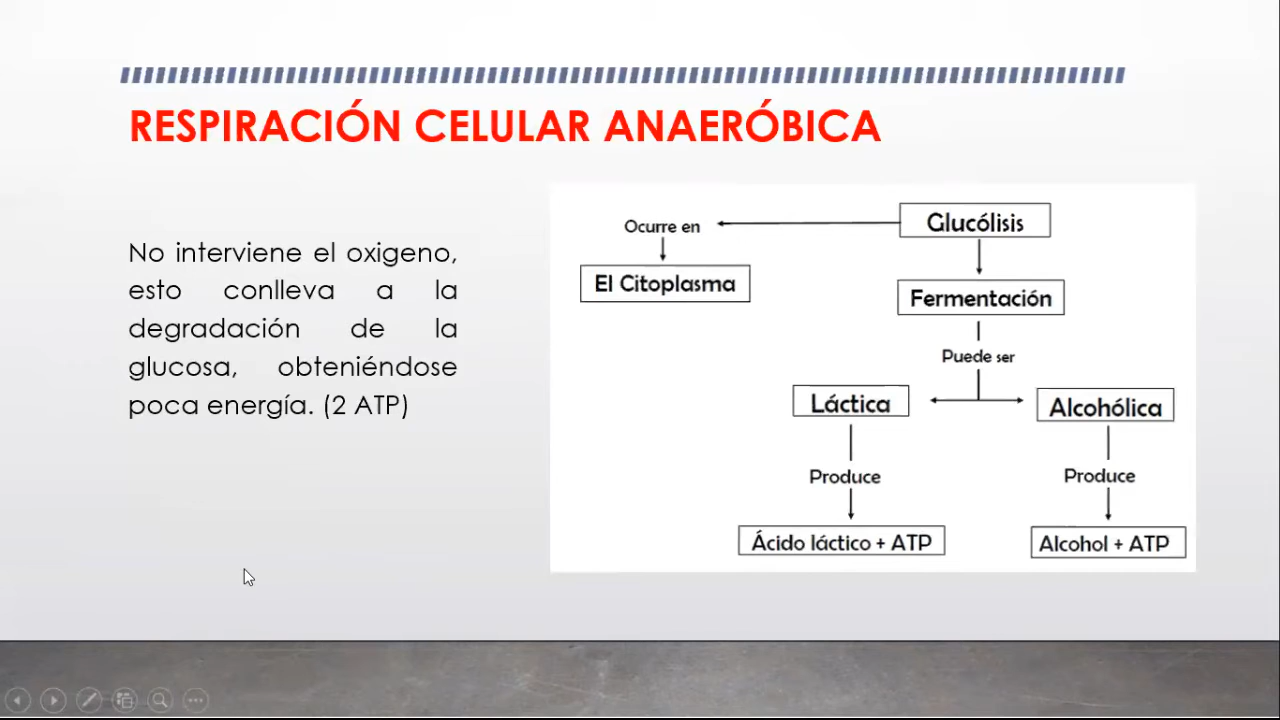 RESPIRACIÓN CELULAR ANAERÓBICA
No interviene el oxigeno,
esto conlleva a la
degradación de la
glucosa, obteniéndose
poca energía. (2 ATP)
Glucólisis
Ocurre en
El Citoplasma
Fermentación
Puede ser
Láctica
Alcohólica
Produce
Produce
Ácido láctico + ATP
Alcohol + ATP